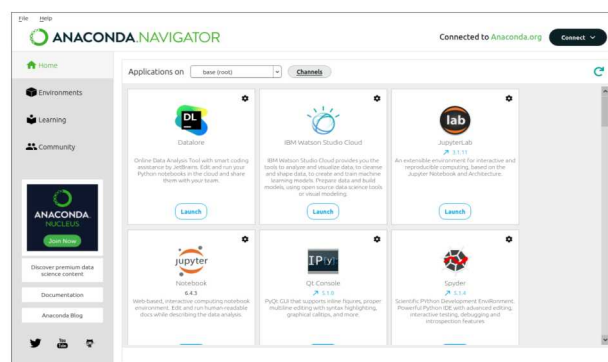 File Help
ANACONDA.NAVIGATOR
Connected to Anaconda.org
Connect
Home
Environments
Learning
Community
Applications on
base (root)
Channels
DL
Datalore
Online Data Analysis Tool with smart coding
assistance by JetBrains. Edit and run your
Python notebooks in the cloud and share
them with your team.
Launch
IBM Watson Studio Cloud
IBM Watson Studio Cloud provides you the
tools to analyze and visualize data, to cleanse
and shape data, to create and train machine
learning models. Prepare data and build
models, using open source data science tools
or visual modeling.
Launch
lab
JupyterLab
3.1.11
An extensible environment for interactive and
reproducible computing, based on the
Jupyter Notebook and Architecture.
Launch
jupyter
Notebook
6.4.3
Web-based, interactive computing notebook
environment. Edit and run human-readable
docs while describing the data analysis.
IP[y]:
Qt Console
PyQt GUI that supports inline figures, proper
multiline editing with syntax highlighting,
graphical calltips, and more.
Spyder
Scientific PYthon Development EnviRonment.
Powerful Python IDE with advanced editing,
interactive testing, debugging and
introspection features
ANACONDA.
NUCLEUS
Join Now
Discover premium data
science content
Documentation
Anaconda Blog
You
Tube